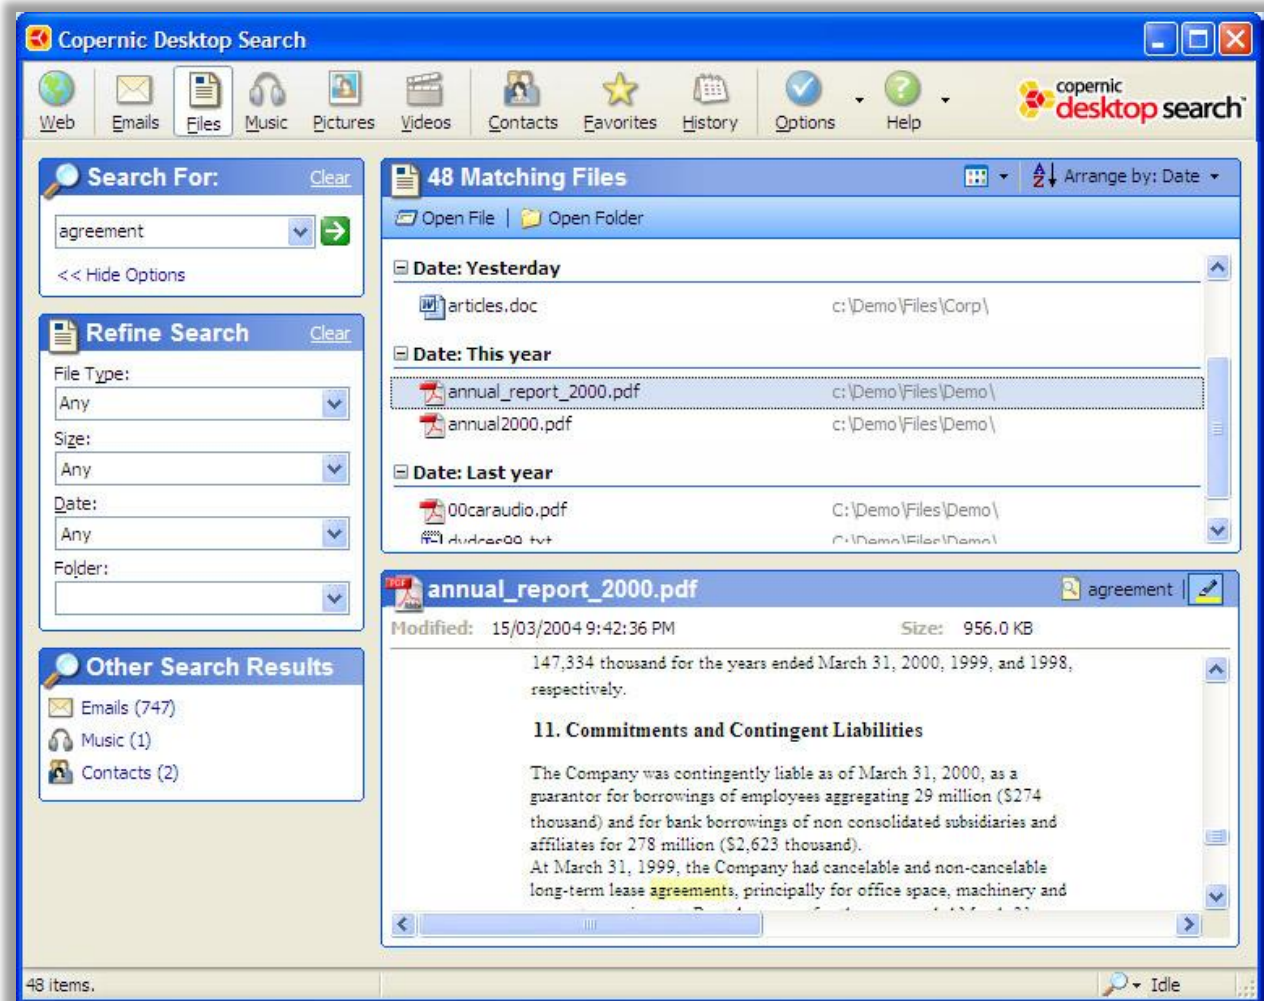 Copernic Desktop Search
Web Emails Files Music Pictures Videos Contacts Favorites History Options Help
copernic
desktop search™
Search For: Clear
agreement
<< Hide Options
Refine Search Clear
File Type:
Any
Size:
Any
Date:
Any
Folder:
Other Search Results
Emails (747)
Music (1)
Contacts (2)
48 Matching Files Arrange by: Date
Open File | Open Folder
Date: Yesterday
articles.doc c:\Demo\Files\Corp\
Date: This year
annual_report_2000.pdf c:\Demo\Files\Demo\
annual2000.pdf c:\Demo\Files\Demo\
Date: Last year
00caraudio.pdf C:\Demo\Files\Demo\
dvdces99.txt C:\Demo\Files\Demo\
annual_report_2000.pdf agreement |
Modified: 15/03/2004 9:42:36 PM Size: 956.0 KB
147,334 thousand for the years ended March 31, 2000, 1999, and 1998,
respectively.
11. Commitments and Contingent Liabilities
The Company was contingently liable as of March 31, 2000, as a
guarantor for borrowings of employees aggregating 29 million ($274
thousand) and for bank borrowings of non consolidated subsidiaries and
affiliates for 278 million ($2,623 thousand).
At March 31, 1999, the Company had cancelable and non-cancelable
long-term lease agreements, principally for office space, machinery and
48 items. Idle